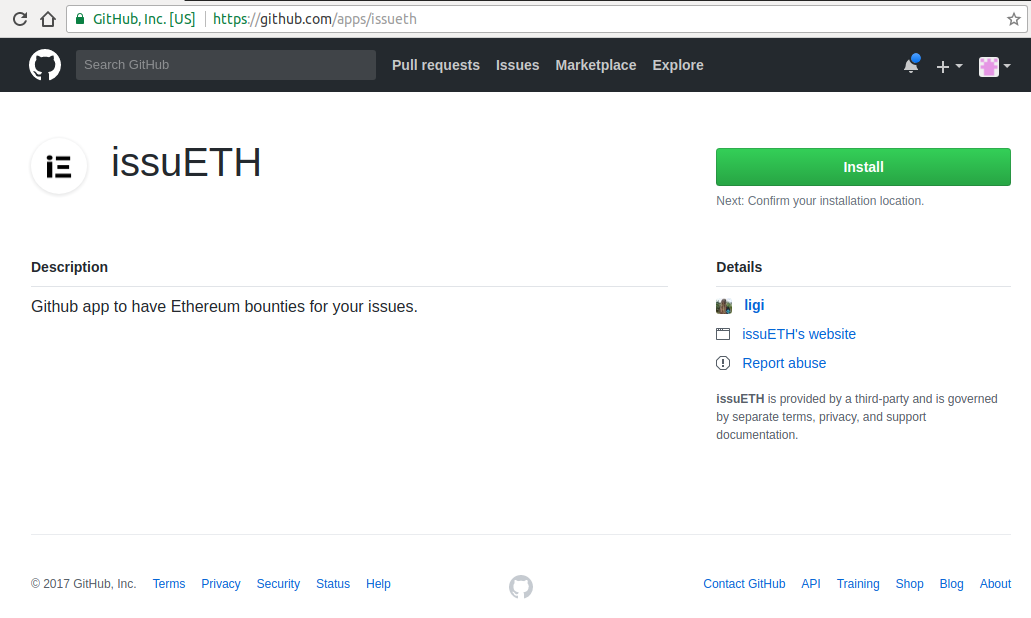 GitHub, Inc. [US] https://github.com/apps/issueth
Search GitHub Pull requests Issues Marketplace Explore
iE issuETH
Install
Next: Confirm your installation location.
Description
Github app to have Ethereum bounties for your issues.
Details
ligi
issuETH's website
Report abuse
issuETH is provided by a third-party and is governed
by separate terms, privacy, and support
documentation.
© 2017 GitHub, Inc. Terms Privacy Security Status Help
Contact GitHub API Training Shop Blog About